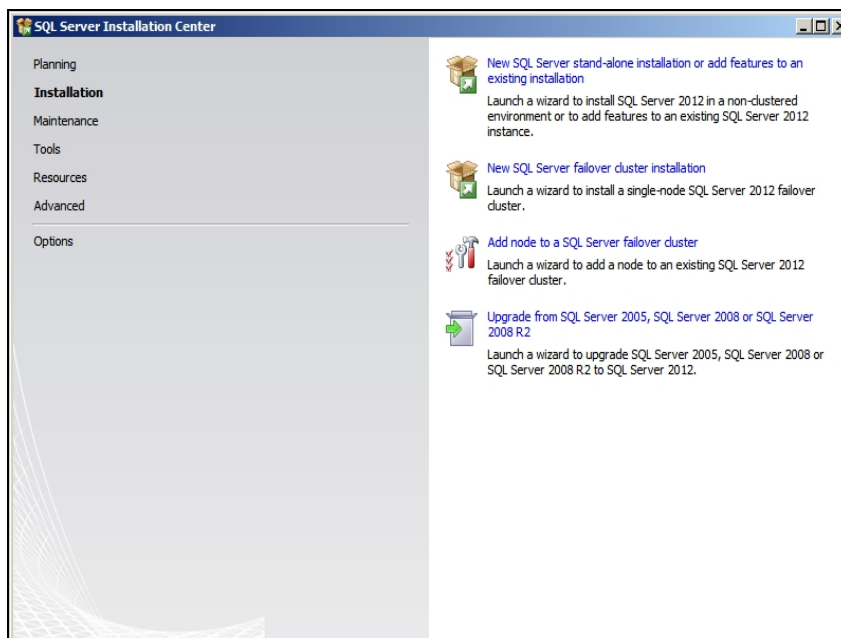 SQL Server Installation Center
Planning
Installation
Maintenance
Tools
Resources
Advanced
Options
New SQL Server stand-alone installation or add features to an
existing installation
Launch a wizard to install SQL Server 2012 in a non-clustered
environment or to add features to an existing SQL Server 2012
instance.
New SQL Server failover cluster installation
Launch a wizard to install a single-node SQL Server 2012 failover
cluster.
Add node to a SQL Server failover cluster
Launch a wizard to add a node to an existing SQL Server 2012
failover cluster.
Upgrade from SQL Server 2005, SQL Server 2008 or SQL Server
2008 R2
Launch a wizard to upgrade SQL Server 2005, SQL Server 2008 or
SQL Server 2008 R2 to SQL Server 2012.